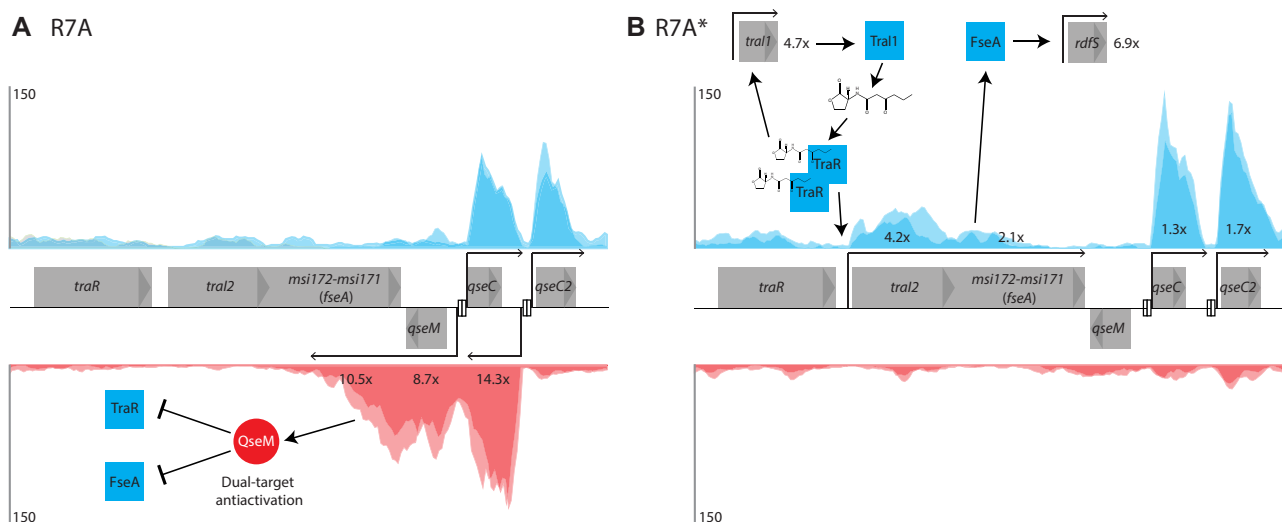 A R7A
150
traR
traI2
msi172-msi171
(fseA)
qseC
qseC2
qseM
10.5x
8.7x
14.3x
TraR
QseM
FseA
Dual-target
antiactivation
150
B R7A*
traI1
4.7x
TraI1
FseA
rdfS
6.9x
150
O
O
H
N
H
O
O
TraR
TraR
4.2x
2.1x
1.3x
1.7x
traR
traI2
msi172-msi171
(fseA)
qseC
qseC2
qseM
150